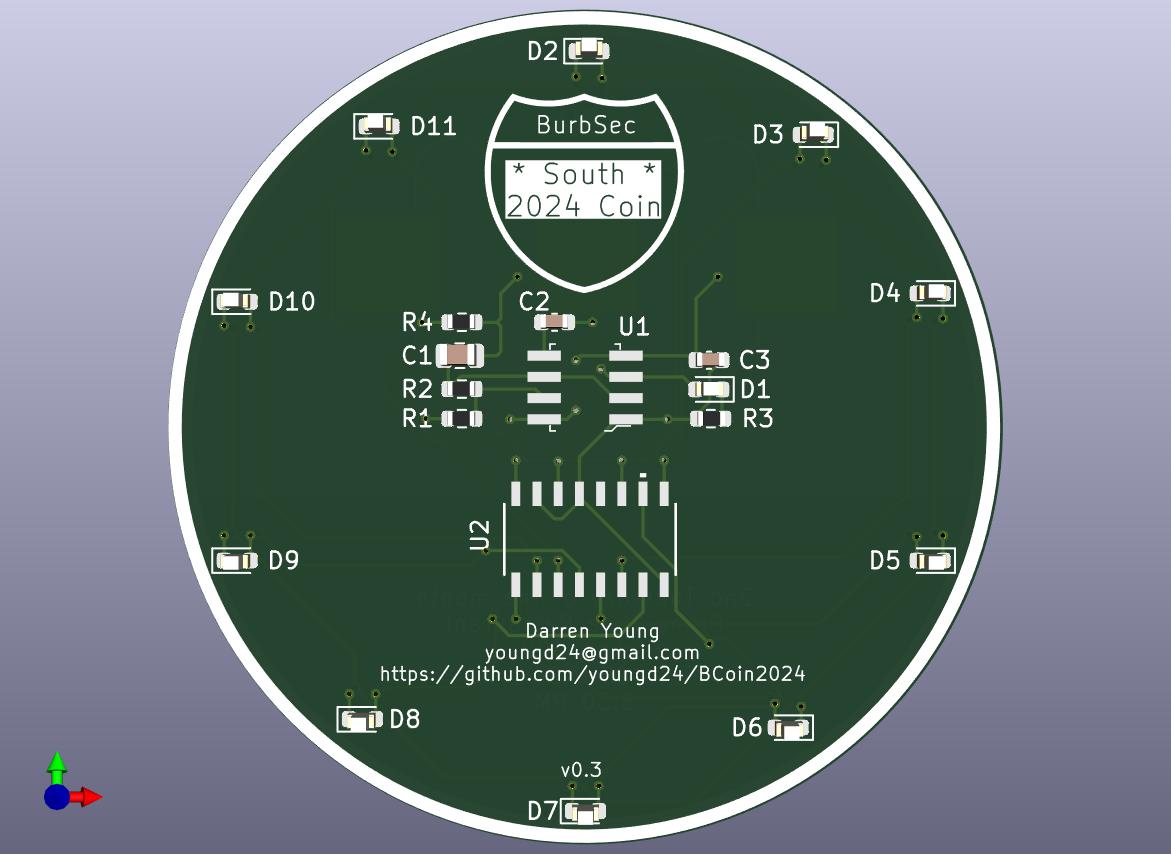 D2
D11
BurbSec
D3
* South *
2024 Coin
D10
D4
C2
R4
U1
C1
C3
R2
D1
R1
R3
U2
D9
D5
Darren Young
youngd24@gmail.com
https://github.com/youngd24/BCoin2024
D8
D6
v0.3
D7